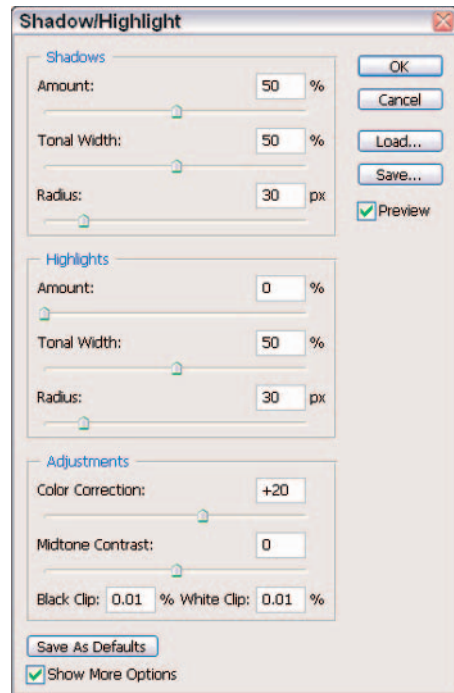 Shadow/Highlight
Shadows
Amount: 50 %
Tonal Width: 50 %
Radius: 30 px
Highlights
Amount: 0 %
Tonal Width: 50 %
Radius: 30 px
Adjustments
Color Correction: +20
Midtone Contrast: 0
Black Clip: 0.01 % White Clip: 0.01 %
Save As Defaults
Show More Options
OK
Cancel
Load...
Save...
Preview